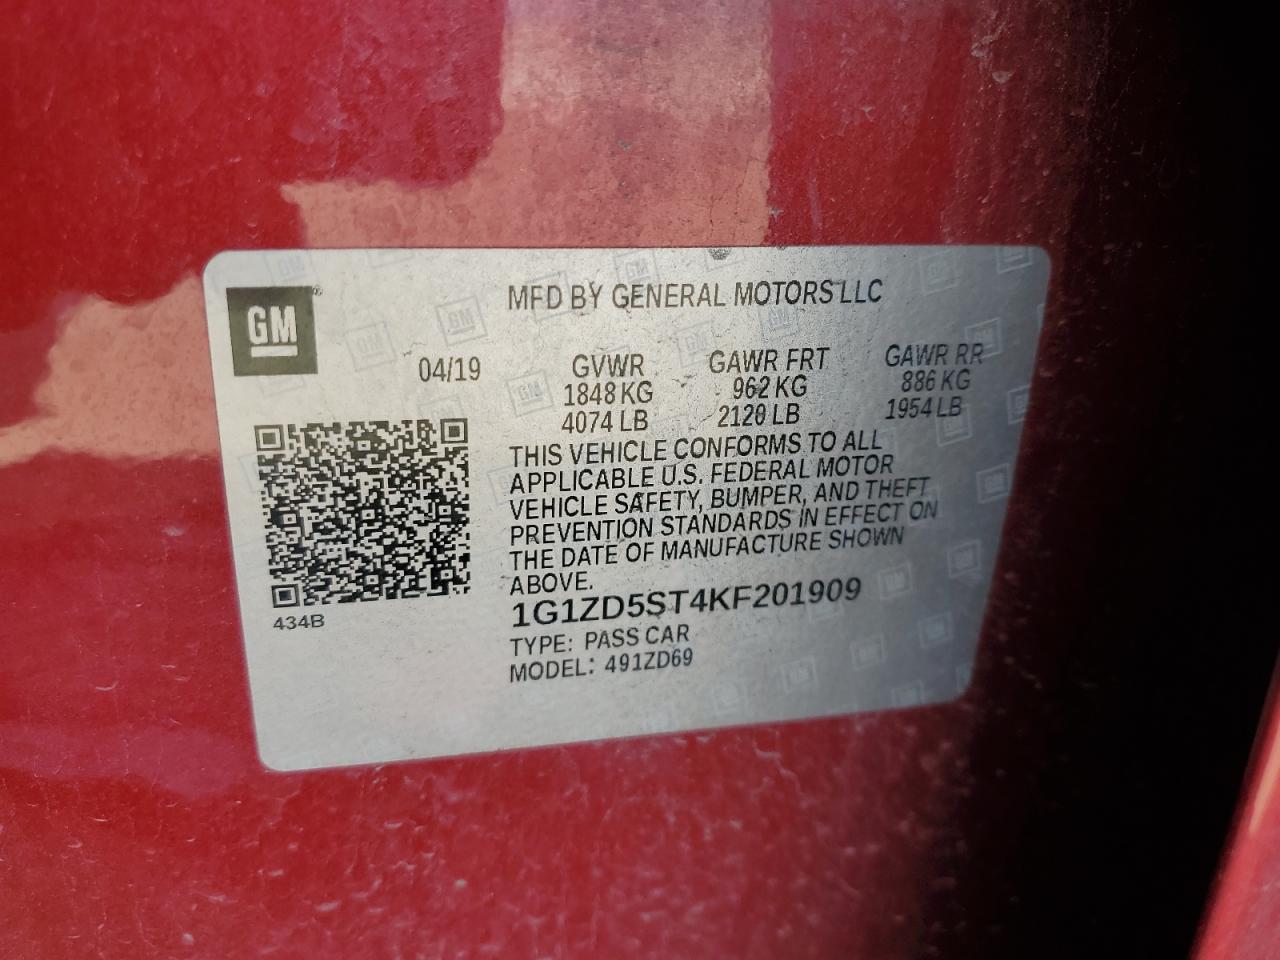 GM
MFD BY GENERAL MOTORS LLC
04/19 GVWR GAWR FRT GAWR RR
1848 KG 962 KG 886 KG
4074 LB 2120 LB 1954 LB
THIS VEHICLE CONFORMS TO ALL
APPLICABLE U.S. FEDERAL MOTOR
VEHICLE SAFETY, BUMPER, AND THEFT
PREVENTION STANDARDS IN EFFECT ON
THE DATE OF MANUFACTURE SHOWN
ABOVE.
1G1ZD5ST4KF201909
TYPE: PASS CAR
MODEL: 491ZD69
434B